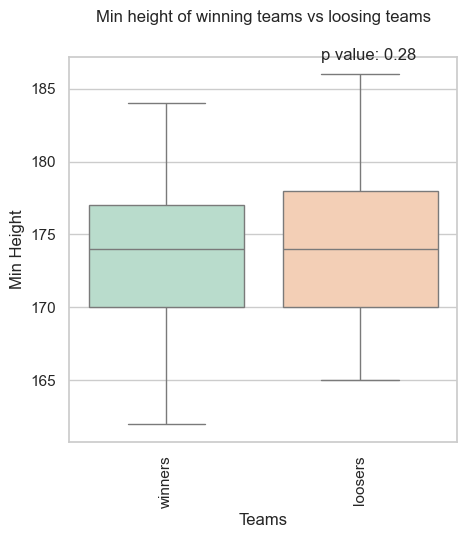 Min height of winning teams vs loosing teams
p value: 0.28
185
180
175
170
165
Min Height
winners
loosers
Teams